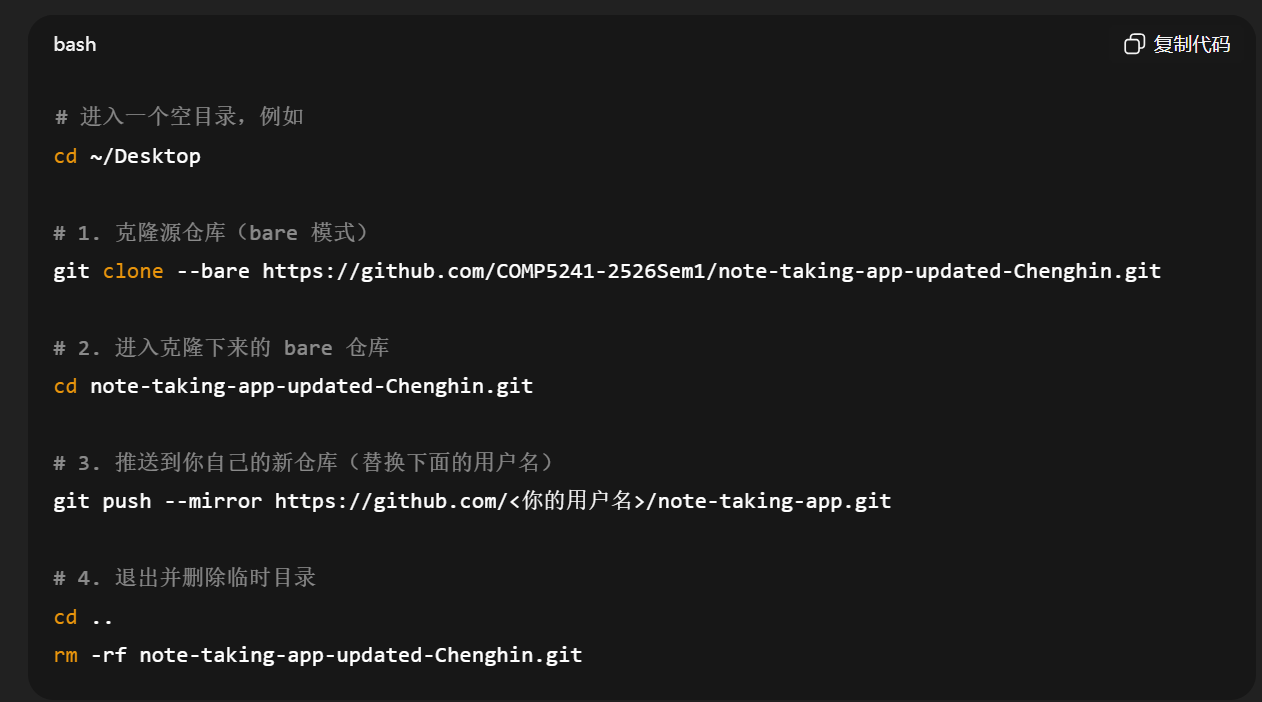 bash
复制代码
# 进入一个空目录，例如
cd ~/Desktop
# 1. 克隆源仓库（bare 模式）
git clone --bare https://github.com/COMP5241-2526Sem1/note-taking-app-updated-Chenghin.git
# 2. 进入克隆下来的 bare 仓库
cd note-taking-app-updated-Chenghin.git
# 3. 推送到你自己的新仓库（替换下面的用户名）
git push --mirror https://github.com/<你的用户名>/note-taking-app.git
# 4. 退出并删除临时目录
cd ..
rm -rf note-taking-app-updated-Chenghin.git